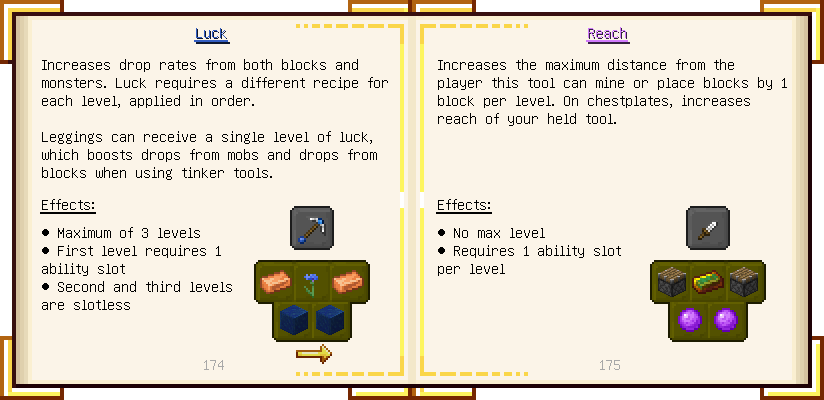 Luck
Increases drop rates from both blocks and
monsters. Luck requires a different recipe for
each level, applied in order.
Leggings can receive a single level of luck,
which boosts drops from mobs and drops from
blocks when using tinker tools.
Effects:
● Maximum of 3 levels
● First level requires 1
ability slot
● Second and third levels
are slotless
174
Reach
Increases the maximum distance from the
player this tool can mine or place blocks by 1
block per level. On chestplates, increases
reach of your held tool.
Effects:
● No max level
● Requires 1 ability slot
per level
175